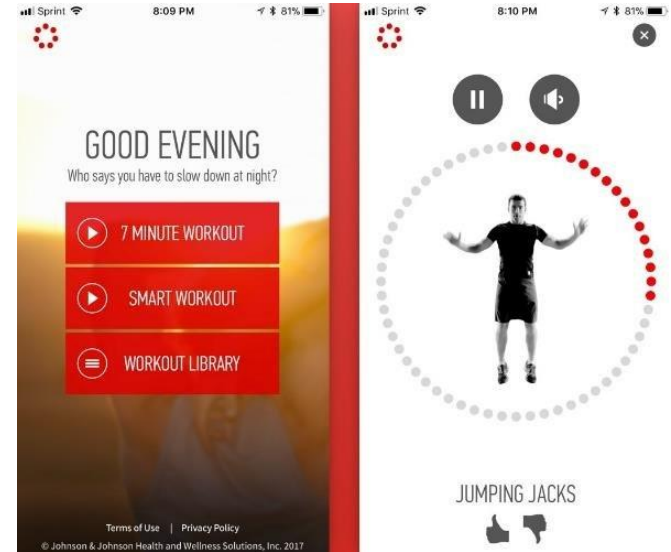 Sprint 8:09 PM 81%
GOOD EVENING
Who says you have to slow down at night?
7 MINUTE WORKOUT
SMART WORKOUT
WORKOUT LIBRARY
Terms of Use | Privacy Policy
© Johnson & Johnson Health and Wellness Solutions, Inc. 2017
Sprint 8:10 PM 81%
JUMPING JACKS